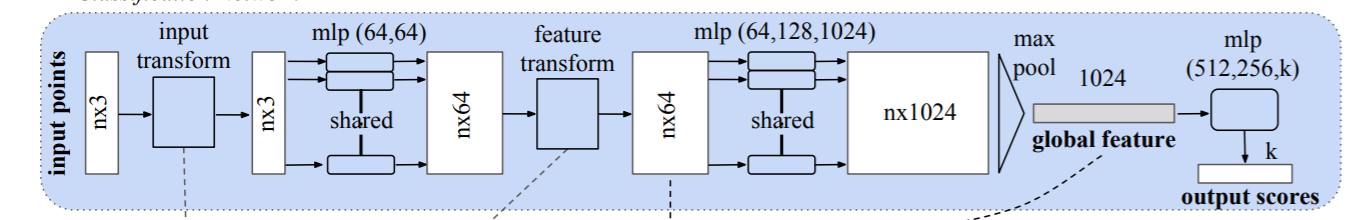 input points
nx3
input
transform
nx3
mlp (64,64)
shared
nx64
feature
transform
nx64
mlp (64,128,1024)
shared
nx1024
max
pool
1024
global feature
mlp
(512,256,k)
k
output scores